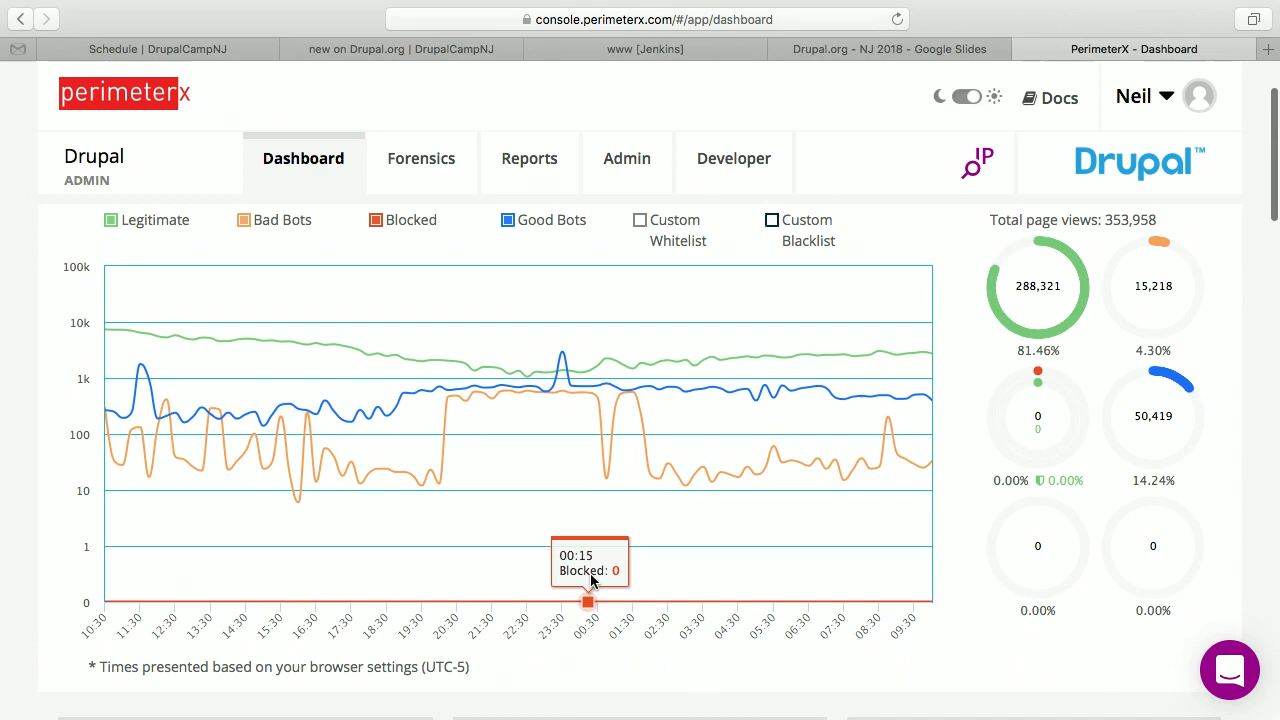 console.perimeterx.com/#/app/dashboard
Schedule | DrupalCampNJ
new on Drupal.org | DrupalCampNJ
www [Jenkins]
Drupal.org - NJ 2018 - Google Slides
PerimeterX - Dashboard
perimeterx
Docs
Neil
Drupal
ADMIN
Dashboard
Forensics
Reports
Admin
Developer
IP
Drupal™
Legitimate
Bad Bots
Blocked
Good Bots
Custom
Whitelist
Custom
Blacklist
Total page views: 353,958
100k
10k
1k
100
10
1
0
00:15
Blocked: 0
10:30
11:30
12:30
13:30
14:30
15:30
16:30
17:30
18:30
19:30
20:30
21:30
22:30
23:30
00:30
01:30
02:30
03:30
04:30
05:30
06:30
07:30
08:30
09:30
* Times presented based on your browser settings (UTC-5)
288,321
15,218
81.46%
4.30%
0
0
50,419
0.00% 0.00%
14.24%
0
0
0.00%
0.00%